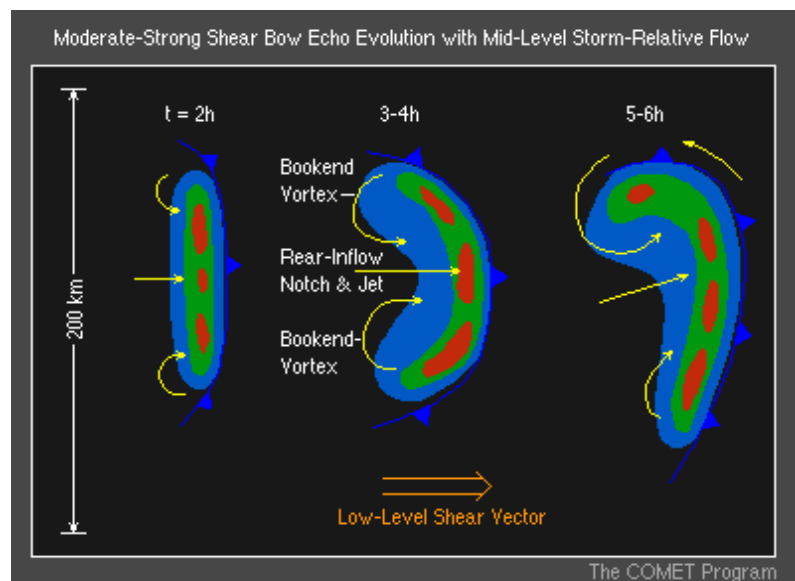 Moderate-Strong Shear Bow Echo Evolution with Mid-Level Storm-Relative Flow
t = 2h
3-4h
5-6h
Bookend
Vortex
Rear-Inflow
Notch & Jet
Bookend-
Vortex
200 km
Low-Level Shear Vector
The COMET Program